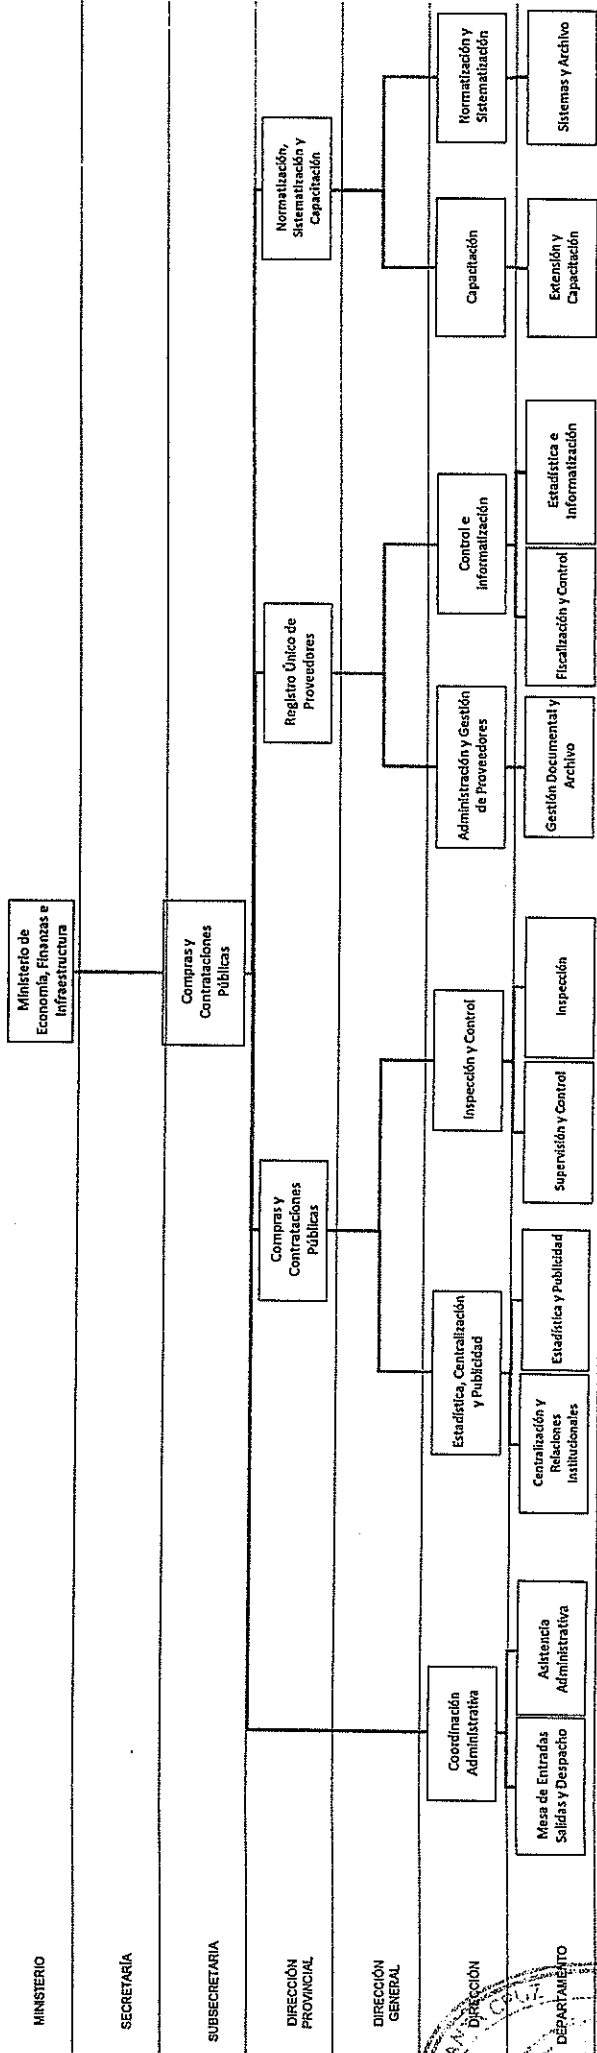 MINISTERIO
Ministerio de
Economía, Finanzas e
Infraestructura
SECRETARÍA
SUBSECRETARIA
Compras y
Contrataciones
Públicas
DIRECCIÓN
PROVINCIAL
Compras y
Contrataciones
Públicas
Registro Único de
Proveedores
Normatización,
Sistematización y
Capacitación
DIRECCIÓN
GENERAL
DIRECCIÓN
Coordinación
Administrativa
Estadística, Centralización
y Publicidad
Inspección y Control
Administración y Gestión
de Proveedores
Control e
Informatización
Capacitación
Normatización y
Sistematización
DEPARTAMENTO
Mesa de Entradas
Salidas y Despacho
Asistencia
Administrativa
Centralización y
Relaciones
Institucionales
Estadística y Publicidad
Supervisión y Control
Inspección
Gestión Documental y
Archivo
Fiscalización y Control
Estadística e
Informatización
Extensión y
Capacitación
Sistemas y Archivo
CRUZ